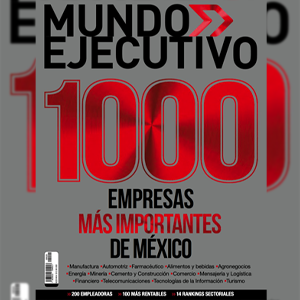 MUNDO
EJECUTIVO
1000
EMPRESAS
MÁS IMPORTANTES
DE MÉXICO
•Manufactura •Automotriz •Farmacéutico •Alimentos y bebidas •Agronegocios
•Energía •Minería •Cemento y Construcción •Comercio •Mensajería y Logística
•Financiero •Telecomunicaciones •Tecnologías de la Información •Turismo
• 200 EMPLEADORAS • 100 MÁS RENTABLES • 14 RANKINGS SECTORIALES